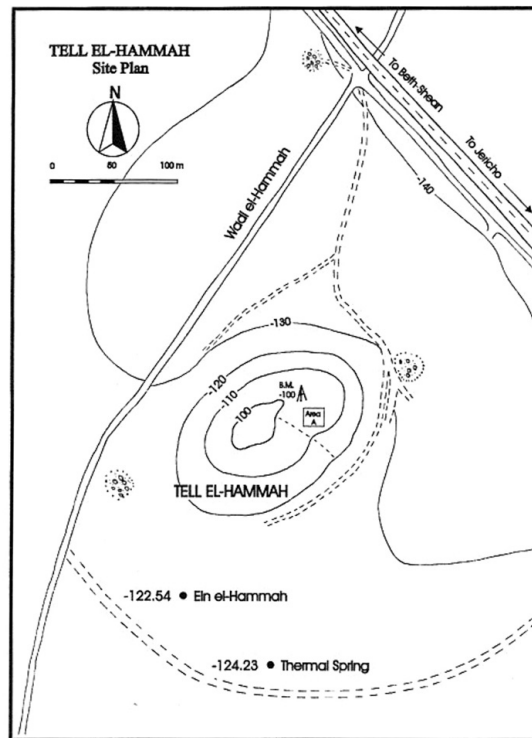 TELL EL-HAMMAH
Site Plan
N
0 50 100 m
To Beth-Shean
To Jericho
Wadi el-Hammah
-140
-130
-120
-110
-100
B.M.
-100
Area
A
TELL EL-HAMMAH
-122.54 ● Ein el-Hammah
-124.23 ● Thermal Spring